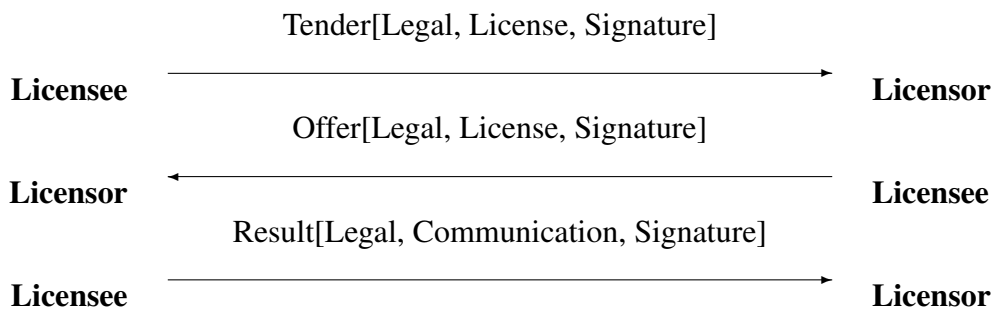 Tender[Legal, License, Signature]
Licensee Licensor
Offer[Legal, License, Signature]
Licensor Licensee
Result[Legal, Communication, Signature]
Licensee Licensor